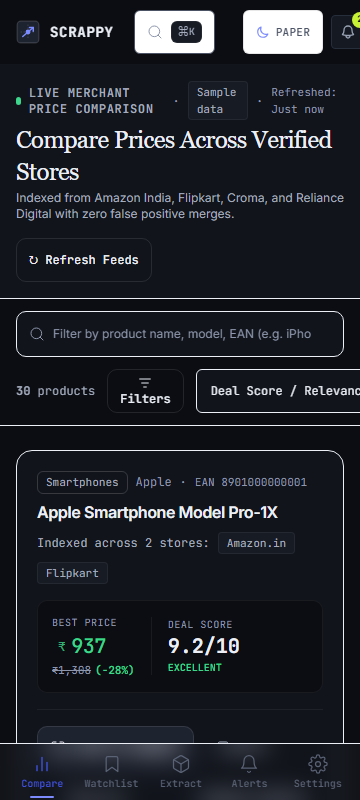 SCRAPPY
⌘K
PAPER
LIVE MERCHANT
PRICE COMPARISON
·
Sample
data
·
Refreshed:
Just now
Compare Prices Across Verified
Stores
Indexed from Amazon India, Flipkart, Croma, and Reliance
Digital with zero false positive merges.
↻ Refresh Feeds
Filter by product name, model, EAN (e.g. iPho
30 products
Filters
Deal Score / Relevanc
Smartphones Apple · EAN 8901000000001
Apple Smartphone Model Pro-1X
Indexed across 2 stores: Amazon.in
Flipkart
BEST PRICE
₹ 937
₹1,308 (-28%)
DEAL SCORE
9.2/10
EXCELLENT
Compare
Watchlist
Extract
Alerts
Settings